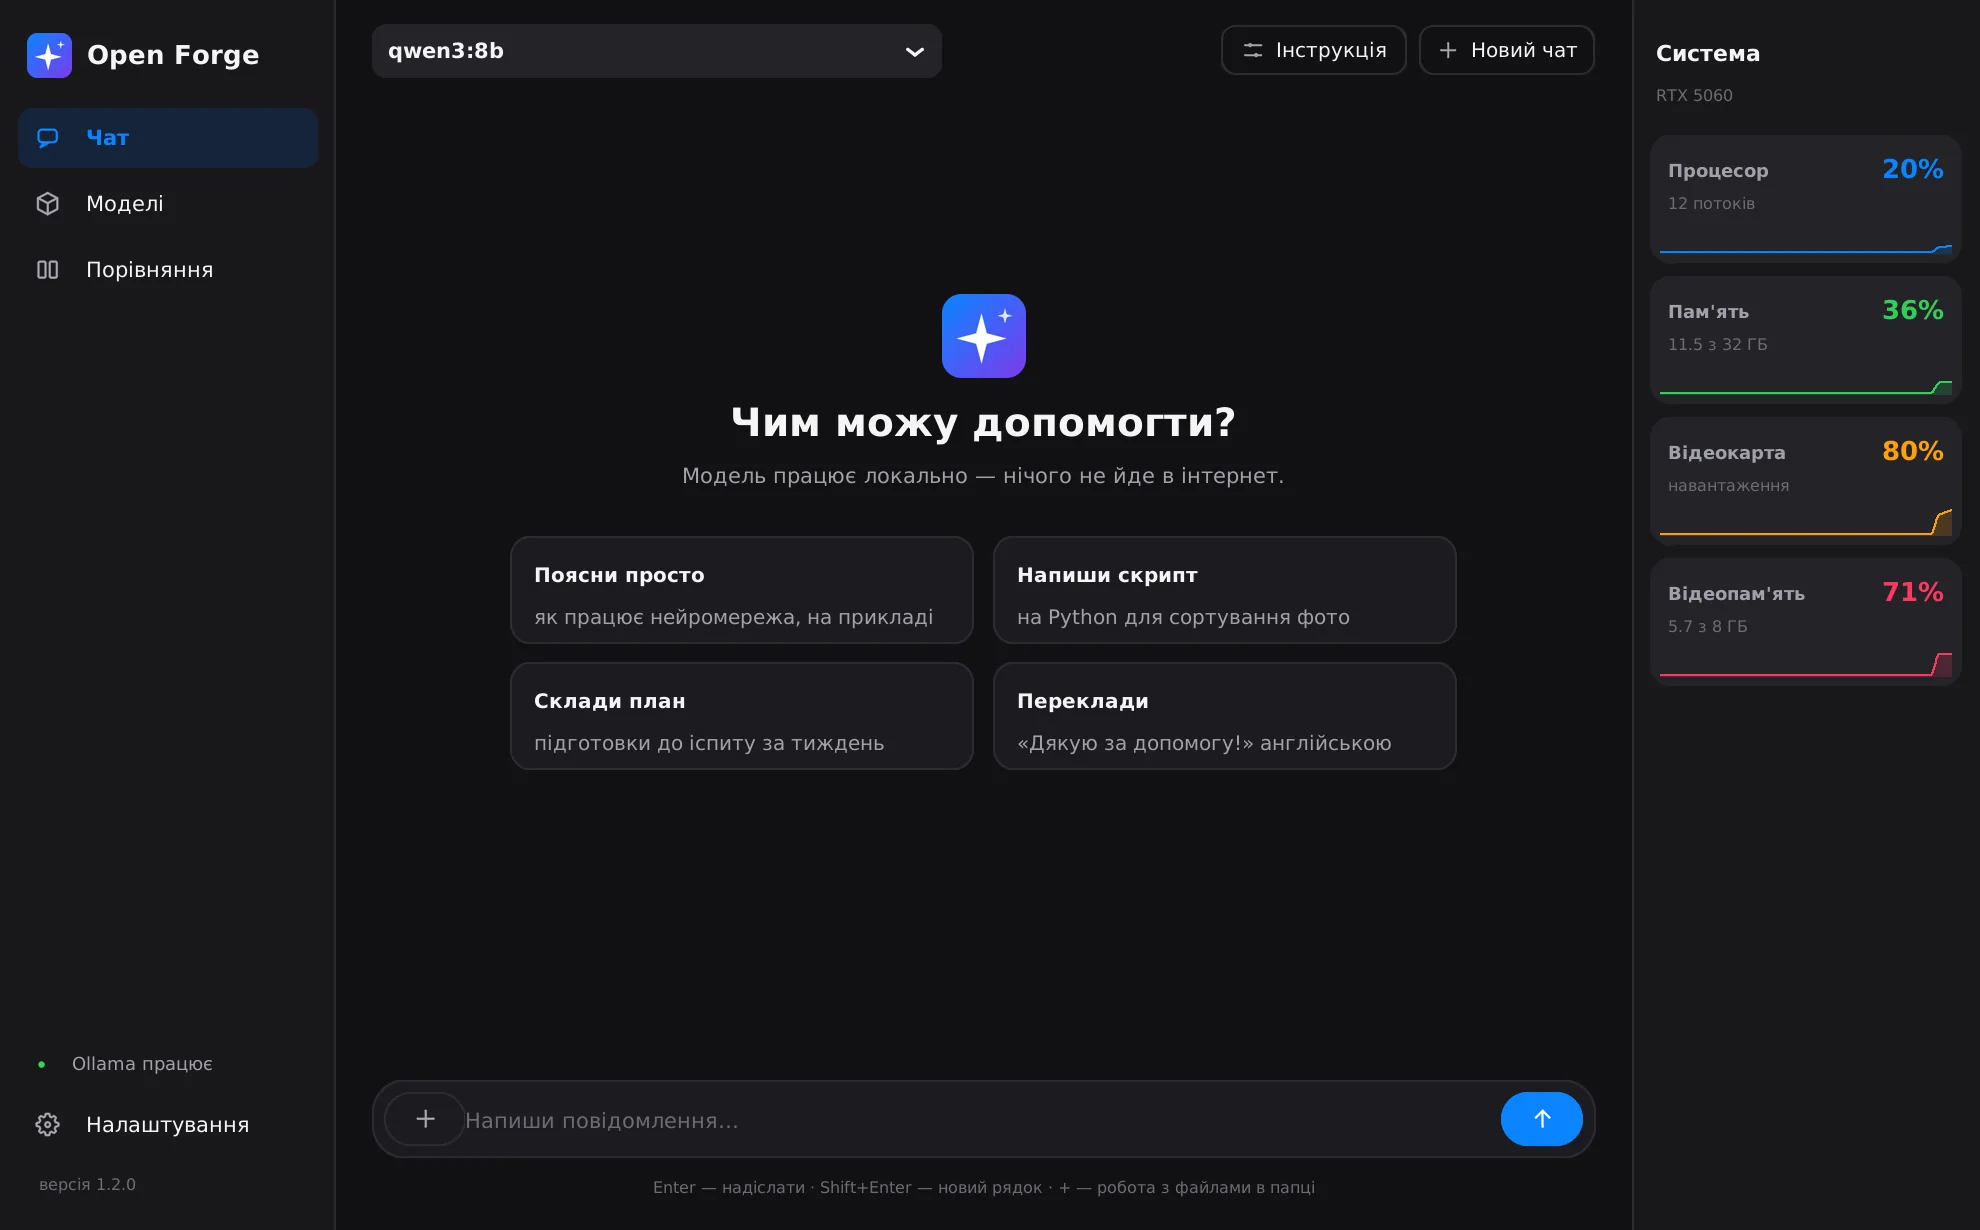 Open Forge
Чат
Моделі
Порівняння
Ollama працює
Налаштування
версія 1.2.0
qwen3:8b
Інструкція
Новий чат
Чим можу допомогти?
Модель працює локально — нічого не йде в інтернет.
Поясни просто
як працює нейромережа, на прикладі
Напиши скрипт
на Python для сортування фото
Склади план
підготовки до іспиту за тиждень
Переклади
«Дякую за допомогу!» англійською
Напиши повідомлення…
Enter — надіслати · Shift+Enter — новий рядок · + — робота з файлами в папці
Система
RTX 5060
Процесор 20%
12 потоків
Пам'ять 36%
11.5 з 32 ГБ
Відеокарта 80%
навантаження
Відеопам'ять 71%
5.7 з 8 ГБ